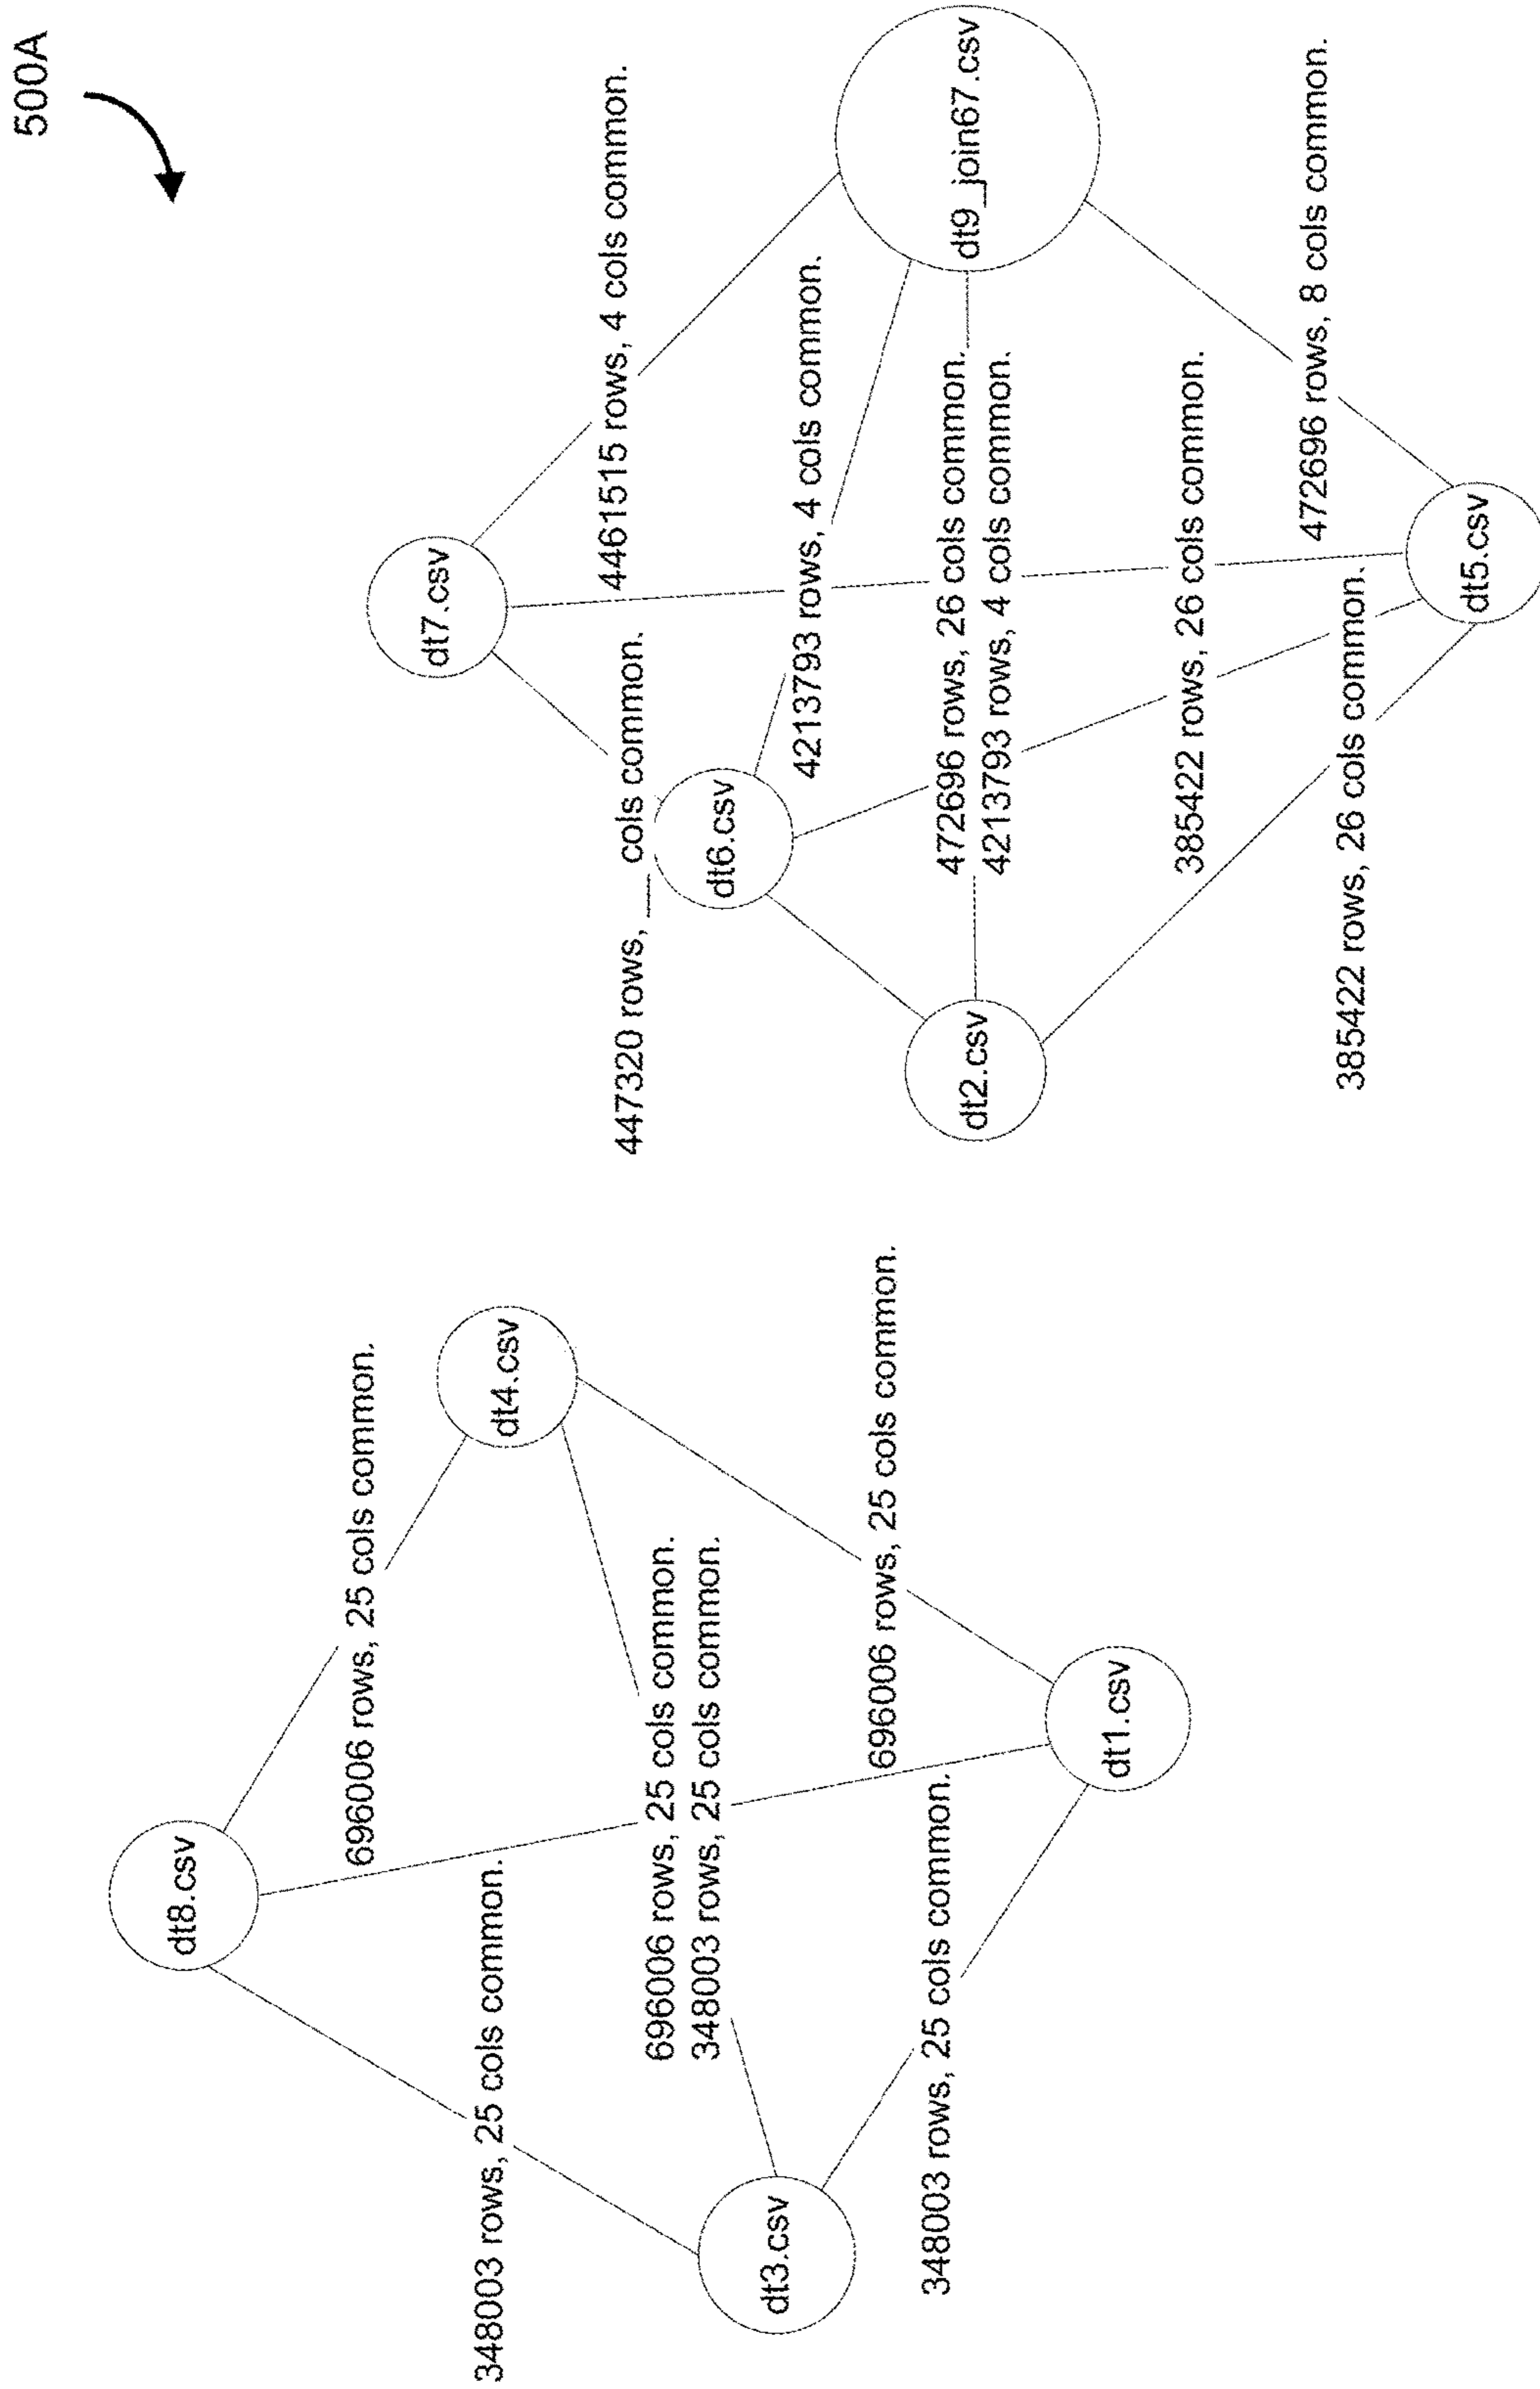 500A
dt8.csv
696006 rows, 25 cols common.
dt4.csv
348003 rows, 25 cols common.
696006 rows, 25 cols common.
348003 rows, 25 cols common.
dt3.csv
696006 rows, 25 cols common.
348003 rows, 25 cols common.
dt1.csv
dt7.csv
4461515 rows, 4 cols common.
447320 rows, __ cols common.
dt6.csv
4213793 rows, 4 cols common.
dt9_join67.csv
472696 rows, 26 cols common.
4213793 rows, 4 cols common.
dt2.csv
385422 rows, 26 cols common.
472696 rows, 8 cols common.
385422 rows, 26 cols common.
dt5.csv